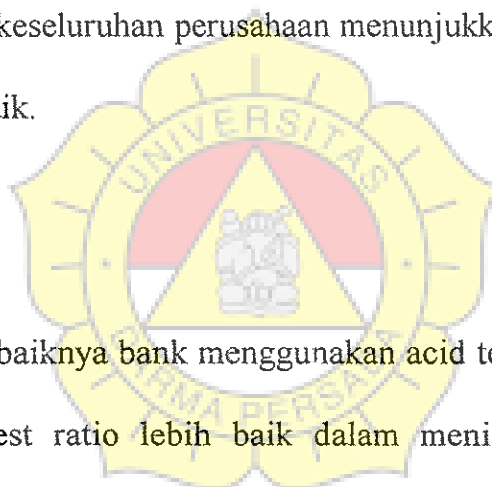 keseluruhan perusahaan menunjukk
ik.
UNIVERSITAS
baiknya bank menggunakan acid te
DARMA PERSADA
est ratio lebih baik dalam meni